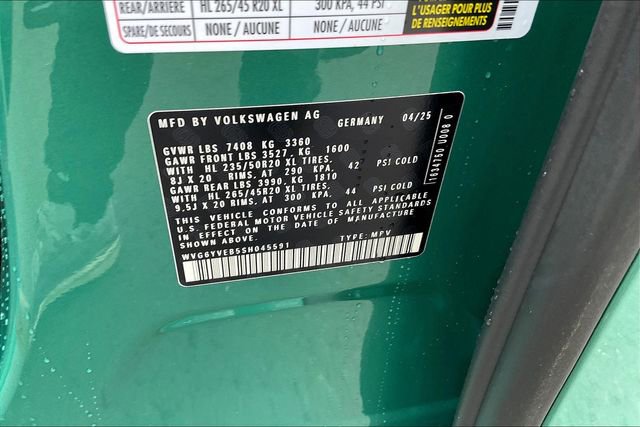 REAR/ARRIERE HL 265/45 R20 XL 300 KPA, 44 PSI
SPARE/DE SECOURS NONE / AUCUNE NONE / AUCUNE
L'USAGER POUR PLUS
DE RENSEIGNEMENTS
MFD BY VOLKSWAGEN AG GERMANY 04/25
GVWR LBS 7408 KG 3360
GAWR FRONT LBS 3527, KG 1600
WITH HL 235/50R20 XL TIRES,
8J X 20 RIMS, AT 290 KPA, 42 PSI COLD
GAWR REAR LBS 3990, KG 1810
WITH HL 265/45R20 XL TIRES,
9,5J X 20 RIMS, AT 300 KPA, 44 PSI COLD
THIS VEHICLE CONFORMS TO ALL APPLICABLE
U.S. FEDERAL MOTOR VEHICLE SAFETY STANDARDS
IN EFFECT ON THE DATE OF MANUFACTURE
SHOWN ABOVE.
WVG6YVEB5SH045591 TYPE: MPV